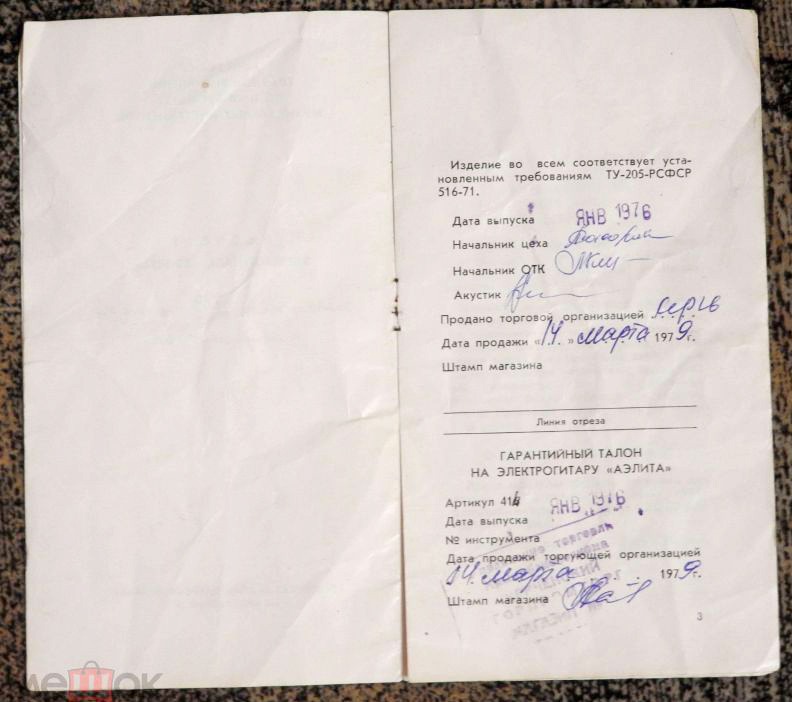 Изделие во всем соответствует уста-
новленным требованиям ТУ-205-РСФСР
516-71.
Дата выпуска ЯНВ 1976
Начальник цеха
Начальник ОТК
Акустик
Продано торговой организацией
Дата продажи «14.» марта 1979 г.
Штамп магазина
Линия отреза
ГАРАНТИЙНЫЙ ТАЛОН
НА ЭЛЕКТРОГИТАРУ «АЭЛИТА»
Артикул 41 ЯНВ 1976
Дата выпуска
№ инструмента
Дата продажи торгующей организацией
14. марта 1979 г.
Штамп магазина
3
мешок